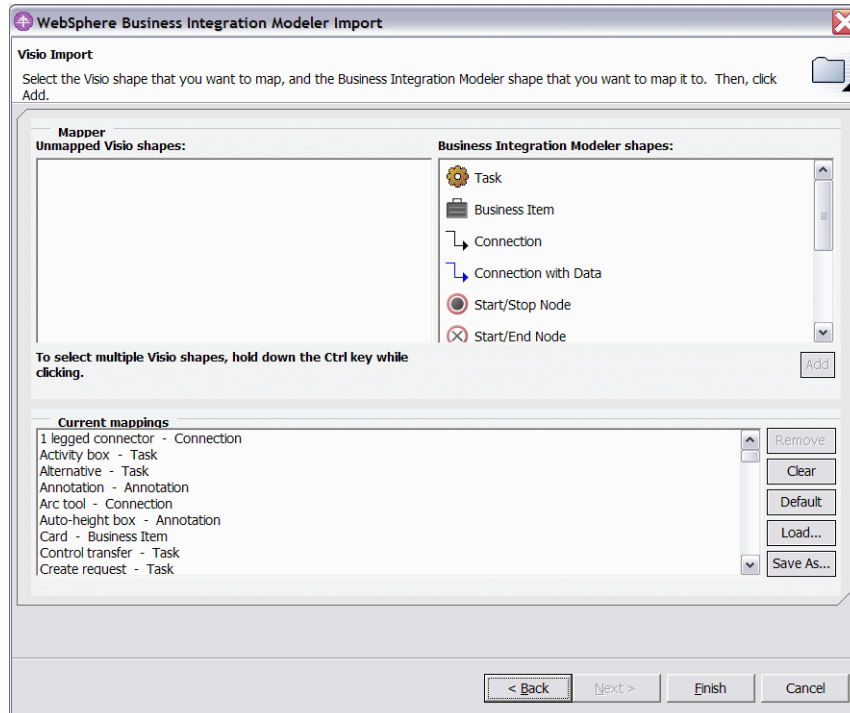 WebSphere Business Integration Modeler Import
Visio Import
Select the Visio shape that you want to map, and the Business Integration Modeler shape that you want to map it to. Then, click
Add.
Mapper
Unmapped Visio shapes:
Business Integration Modeler shapes:
Task
Business Item
Connection
Connection with Data
Start/Stop Node
Start/End Node
To select multiple Visio shapes, hold down the Ctrl key while
clicking.
Add
Current mappings
1 legged connector - Connection
Activity box - Task
Alternative - Task
Annotation - Annotation
Arc tool - Connection
Auto-height box - Annotation
Card - Business Item
Control transfer - Task
Create request - Task
Remove
Clear
Default
Load...
Save As...
< Back
Next >
Finish
Cancel